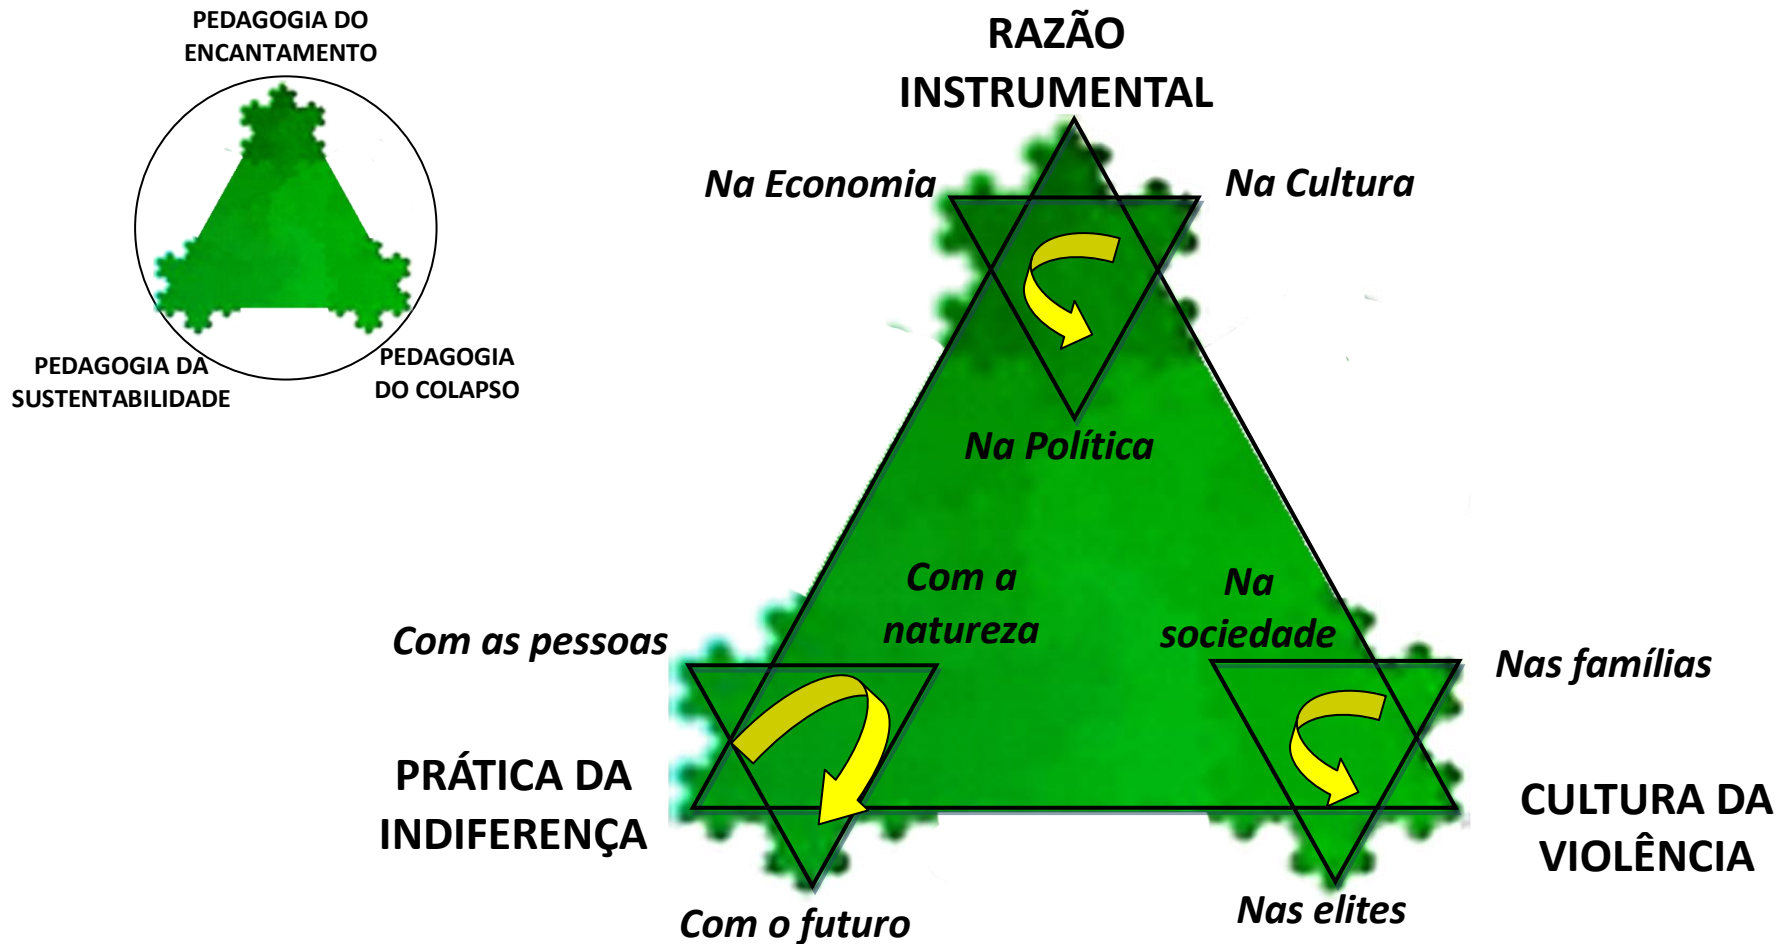 PEDAGOGIA DO
ENCANTAMENTO
PEDAGOGIA DA
SUSTENTABILIDADE
PEDAGOGIA
DO COLAPSO
RAZÃO
INSTRUMENTAL
Na Economia
Na Cultura
Na Política
Com as pessoas
Com a
natureza
Na
sociedade
Nas famílias
PRÁTICA DA
INDIFERENÇA
CULTURA DA
VIOLÊNCIA
Com o futuro
Nas elites